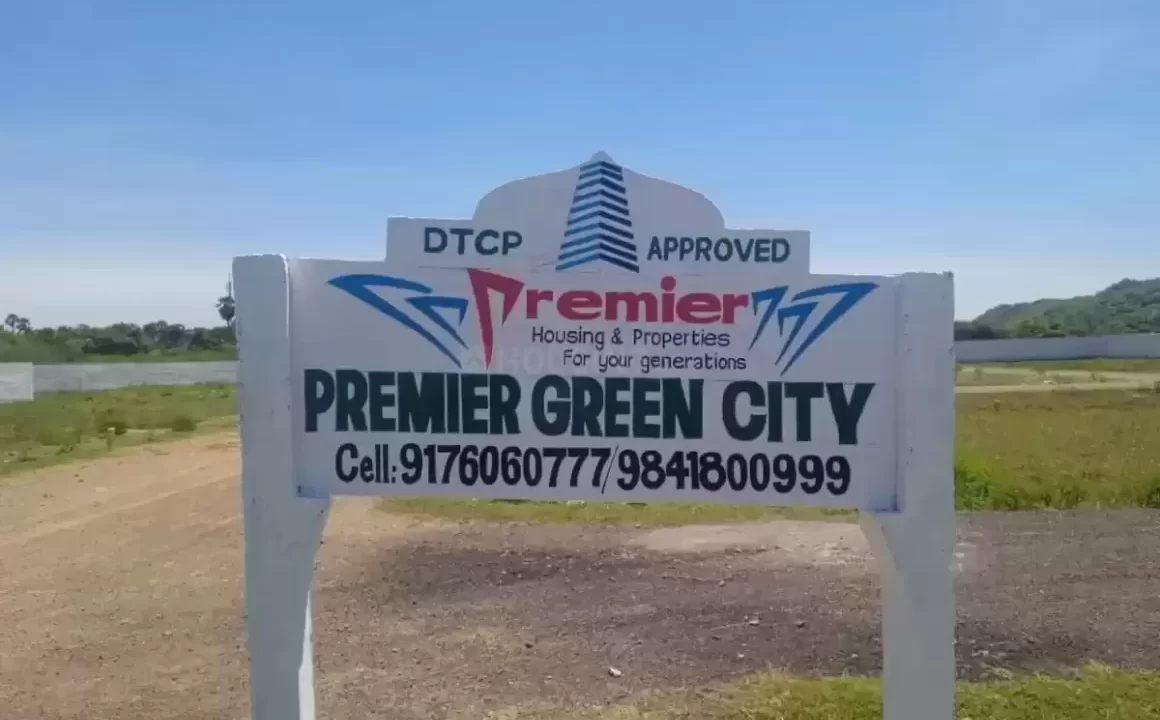 DTCP APPROVED
Premier
Housing & Properties
For your generations
PREMIER GREEN CITY
Cell: 9176060777/9841800999